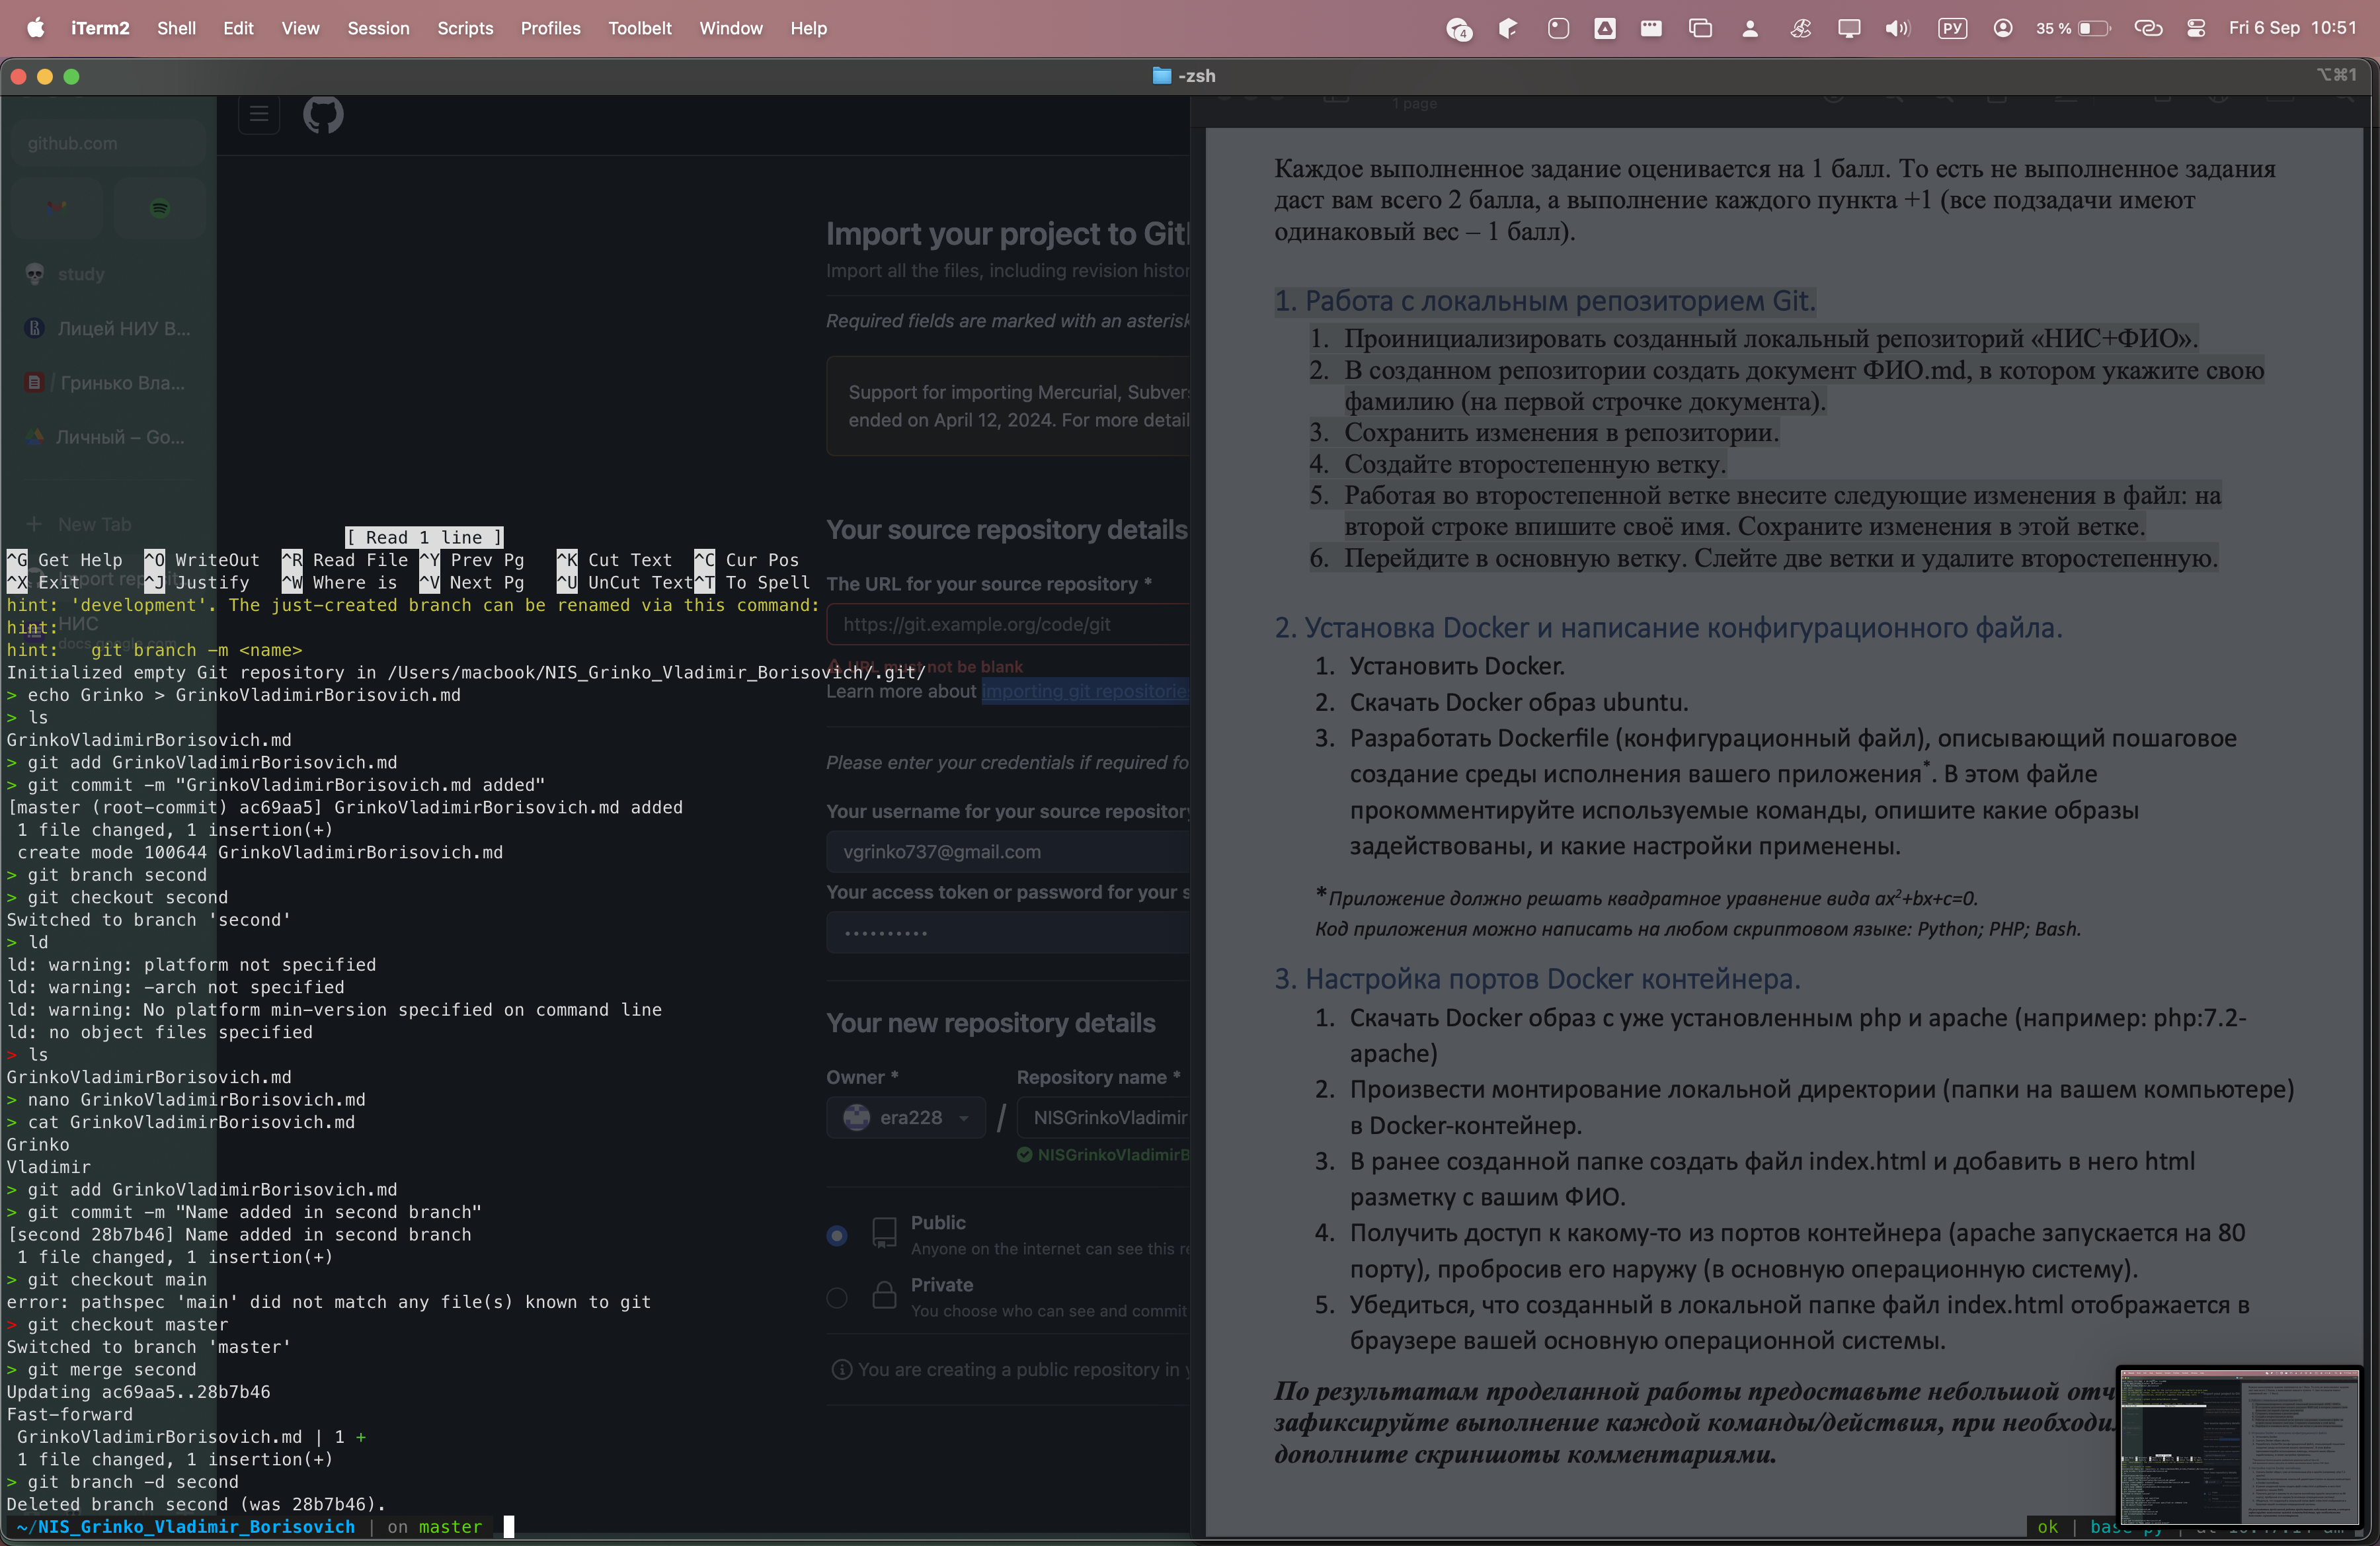 iTerm2 Shell Edit View Session Scripts Profiles Toolbelt Window Help
4 РУ 35 % Fri 6 Sep 10:51
-zsh
⌥⌘1
github.com
study
Лицей НИУ В...
/ Гринько Вла...
Личный – Go...
+ New Tab
Import rep
НИС
docs.google.com
[ Read 1 line ]
^G Get Help ^O WriteOut ^R Read File ^Y Prev Pg ^K Cut Text ^C Cur Pos
^X Exit ^J Justify ^W Where is ^V Next Pg ^U UnCut Text ^T To Spell
hint: 'development'. The just-created branch can be renamed via this command:
hint:
hint:   git branch -m <name>
Initialized empty Git repository in /Users/macbook/NIS_Grinko_Vladimir_Borisovich/.git/
> echo Grinko > GrinkoVladimirBorisovich.md
> ls
GrinkoVladimirBorisovich.md
> git add GrinkoVladimirBorisovich.md
> git commit -m "GrinkoVladimirBorisovich.md added"
[master (root-commit) ac69aa5] GrinkoVladimirBorisovich.md added
 1 file changed, 1 insertion(+)
 create mode 100644 GrinkoVladimirBorisovich.md
> git branch second
> git checkout second
Switched to branch 'second'
> ld
ld: warning: platform not specified
ld: warning: -arch not specified
ld: warning: No platform min-version specified on command line
ld: no object files specified
> ls
GrinkoVladimirBorisovich.md
> nano GrinkoVladimirBorisovich.md
> cat GrinkoVladimirBorisovich.md
Grinko
Vladimir
> git add GrinkoVladimirBorisovich.md
> git commit -m "Name added in second branch"
[second 28b7b46] Name added in second branch
 1 file changed, 1 insertion(+)
> git checkout main
error: pathspec 'main' did not match any file(s) known to git
> git checkout master
Switched to branch 'master'
> git merge second
Updating ac69aa5..28b7b46
Fast-forward
 GrinkoVladimirBorisovich.md | 1 +
 1 file changed, 1 insertion(+)
> git branch -d second
Deleted branch second (was 28b7b46).
~/NIS_Grinko_Vladimir_Borisovich | on master
Import your project to Git
Import all the files, including revision histor
Required fields are marked with an asterisk
Support for importing Mercurial, Subver
ended on April 12, 2024. For more detail
Your source repository details
The URL for your source repository *
https://git.example.org/code/git
URL must not be blank
Learn more about importing git repositories
Please enter your credentials if required fo
Your username for your source repository
vgrinko737@gmail.com
Your access token or password for your s
••••••••••
Your new repository details
Owner * Repository name *
era228 / NISGrinkoVladimir
NISGrinkoVladimirB
Public
Anyone on the internet can see this re
Private
You choose who can see and commit
You are creating a public repository in y
1 page
Каждое выполненное задание оценивается на 1 балл. То есть не выполненное задания
даст вам всего 2 балла, а выполнение каждого пункта +1 (все подзадачи имеют
одинаковый вес – 1 балл).
1. Работа с локальным репозиторием Git.
1. Проинициализировать созданный локальный репозиторий «НИС+ФИО».
2. В созданном репозитории создать документ ФИО.md, в котором укажите свою
фамилию (на первой строчке документа).
3. Сохранить изменения в репозитории.
4. Создайте второстепенную ветку.
5. Работая во второстепенной ветке внесите следующие изменения в файл: на
второй строке впишите своё имя. Сохраните изменения в этой ветке.
6. Перейдите в основную ветку. Слейте две ветки и удалите второстепенную.
2. Установка Docker и написание конфигурационного файла.
1. Установить Docker.
2. Скачать Docker образ ubuntu.
3. Разработать Dockerfile (конфигурационный файл), описывающий пошаговое
создание среды исполнения вашего приложения*. В этом файле
прокомментируйте используемые команды, опишите какие образы
задействованы, и какие настройки применены.
*Приложение должно решать квадратное уравнение вида ax²+bx+c=0.
Код приложения можно написать на любом скриптовом языке: Python; PHP; Bash.
3. Настройка портов Docker контейнера.
1. Скачать Docker образ с уже установленным php и apache (например: php:7.2-
apache)
2. Произвести монтирование локальной директории (папки на вашем компьютере)
в Docker-контейнер.
3. В ранее созданной папке создать файл index.html и добавить в него html
разметку с вашим ФИО.
4. Получить доступ к какому-то из портов контейнера (apache запускается на 80
порту), пробросив его наружу (в основную операционную систему).
5. Убедиться, что созданный в локальной папке файл index.html отображается в
браузере вашей основную операционной системы.
По результатам проделанной работы предоставьте небольшой отч
зафиксируйте выполнение каждой команды/действия, при необходи
дополните скриншоты комментариями.
ok | base py